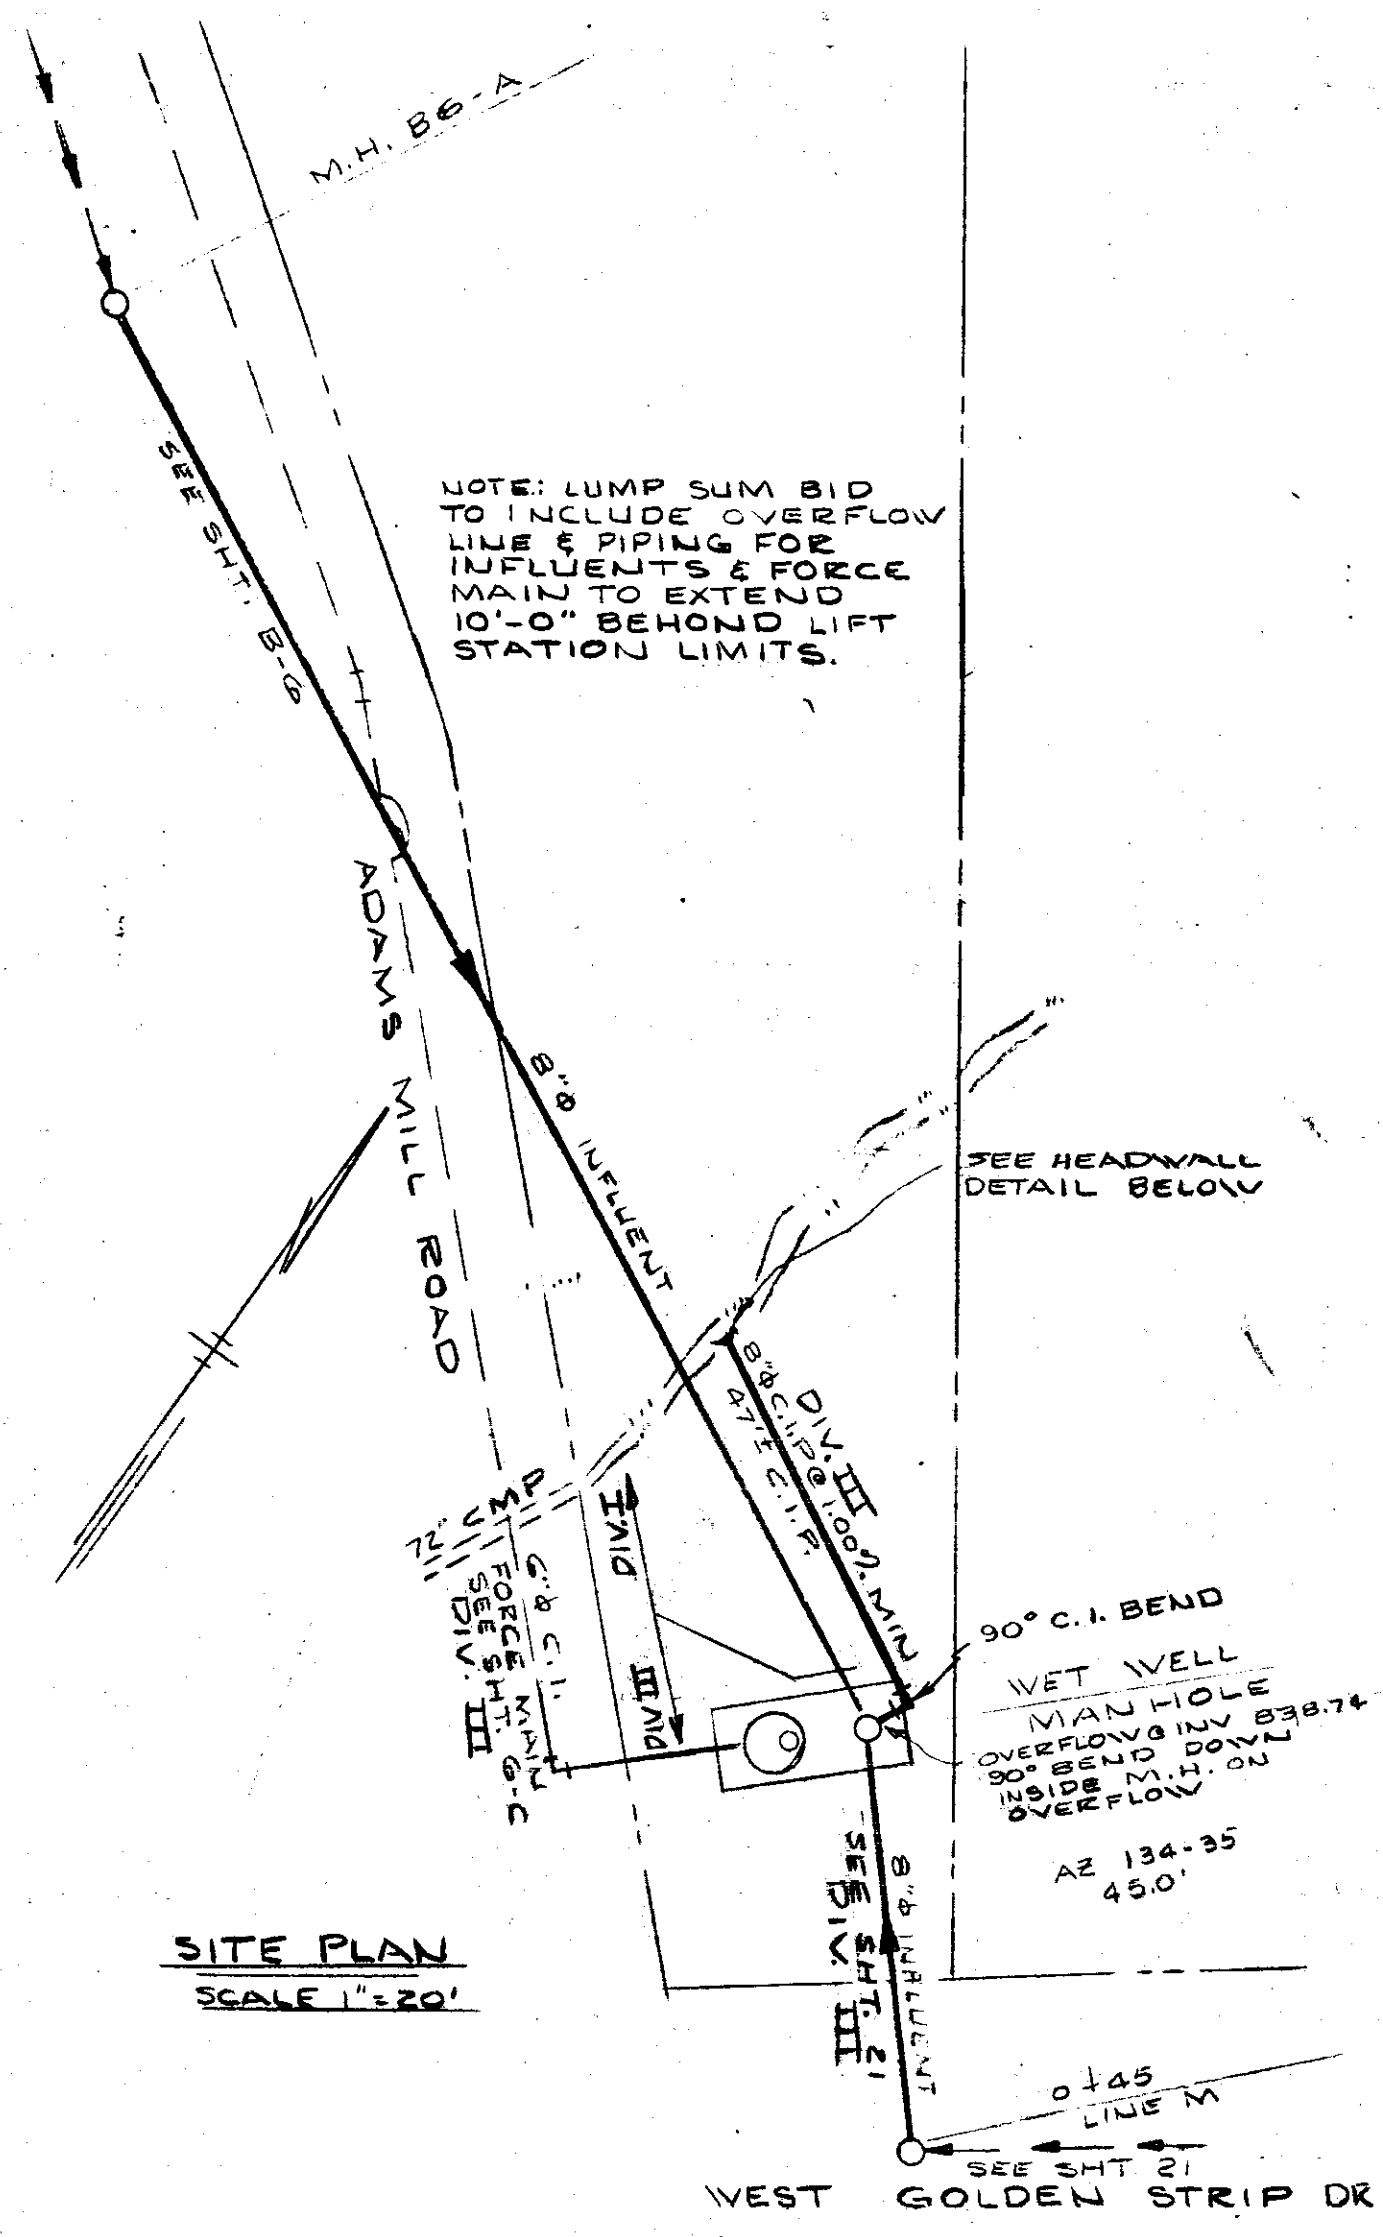 M.H. B6-A
SEE SHT. B-6
NOTE: LUMP SUM BID
TO INCLUDE OVERFLOW
LINE & PIPING FOR
INFLUENTS & FORCE
MAIN TO EXTEND
10'-0" BEHOND LIFT
STATION LIMITS.
ADAMS MILL ROAD
8"ϕ INFLUENT
SEE HEADWALL
DETAIL BELOW
DIV. III
8"ϕ C.I.P @ 1.00% MIN
47'± C.I.P.
72" CMP
DIV I
DIV III
6"ϕ C.I.
FORCE MAIN
SEE SHT. G-C
DIV. III
90° C.I. BEND
WET WELL
MANHOLE
OVERFLOW @ INV 838.74
90° BEND DOWN
INSIDE M.H. ON
OVERFLOW
AZ 134-35
45.0'
8"ϕ INFLUENT
SEE SHT. 21
DIV. III
SITE PLAN
SCALE 1"=20'
0+45
LINE M
SEE SHT 21
WEST GOLDEN STRIP DR